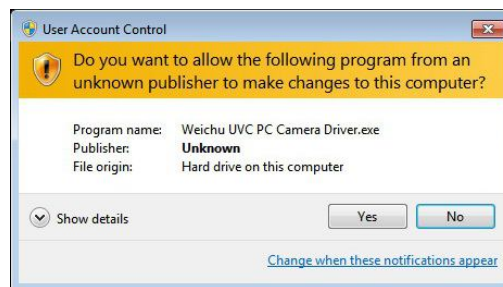 User Account Control
Do you want to allow the following program from an
unknown publisher to make changes to this computer?
Program name: Weichu UVC PC Camera Driver.exe
Publisher: Unknown
File origin: Hard drive on this computer
Show details
Yes No
Change when these notifications appear